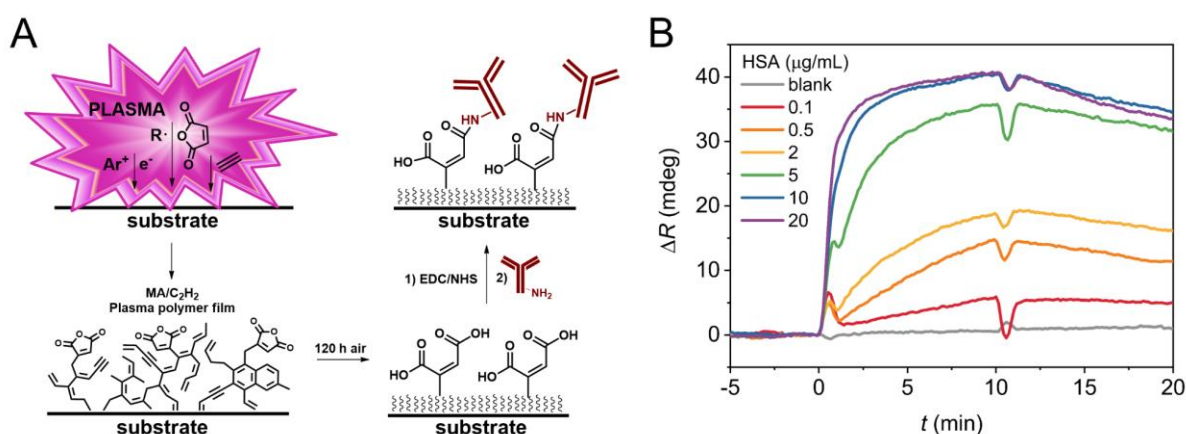 A
PLASMA
R·
O
O
O
Ar⁺ e⁻
substrate
MA/C₂H₂
Plasma polymer film
O
O
O
O
O
O
O
O
O
substrate
120 h air
HN
O
HO
O
HN
O
HO
O
substrate
1) EDC/NHS
2)
NH₂
O
OH
HO
O
O
OH
HO
O
substrate
B
HSA (µg/mL)
blank
0.1
0.5
2
5
10
20
ΔR (mdeg)
40
30
20
10
0
-5 0 5 10 15 20
t (min)